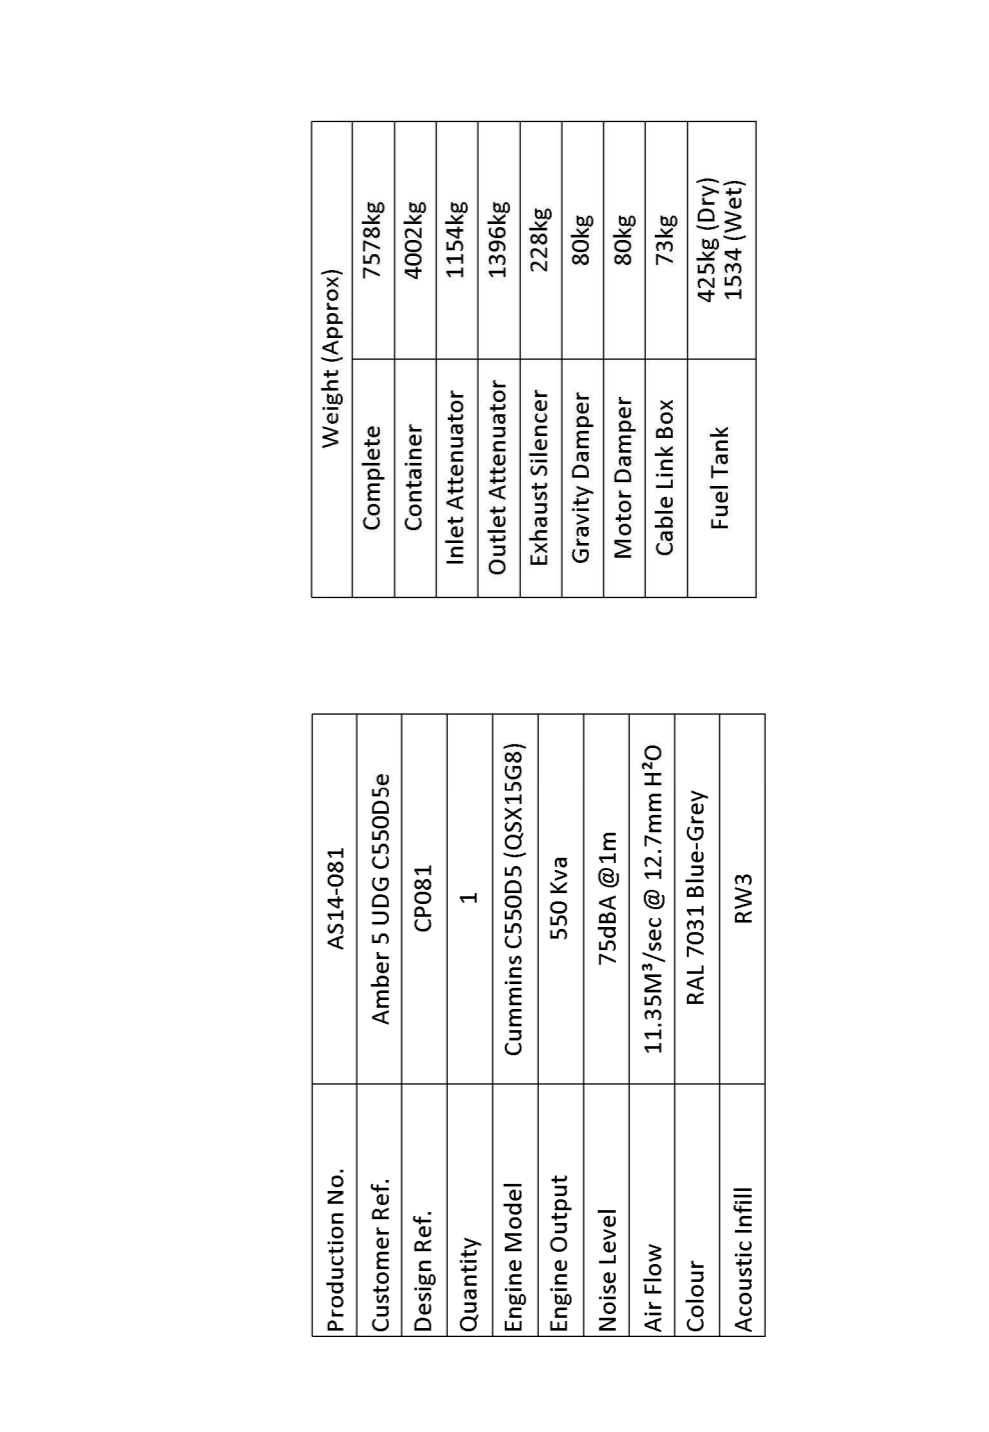 Production No. AS14-081
Customer Ref. Amber 5 UDG C550D5e
Design Ref. CP081
Quantity 1
Engine Model Cummins C550D5 (QSX15G8)
Engine Output 550 Kva
Noise Level 75dBA @1m
Air Flow 11.35M³/sec @ 12.7mm H²O
Colour RAL 7031 Blue-Grey
Acoustic Infill RW3
Weight (Approx)
Complete 7578kg
Container 4002kg
Inlet Attenuator 1154kg
Outlet Attenuator 1396kg
Exhaust Silencer 228kg
Gravity Damper 80kg
Motor Damper 80kg
Cable Link Box 73kg
Fuel Tank 425kg (Dry)
1534 (Wet)